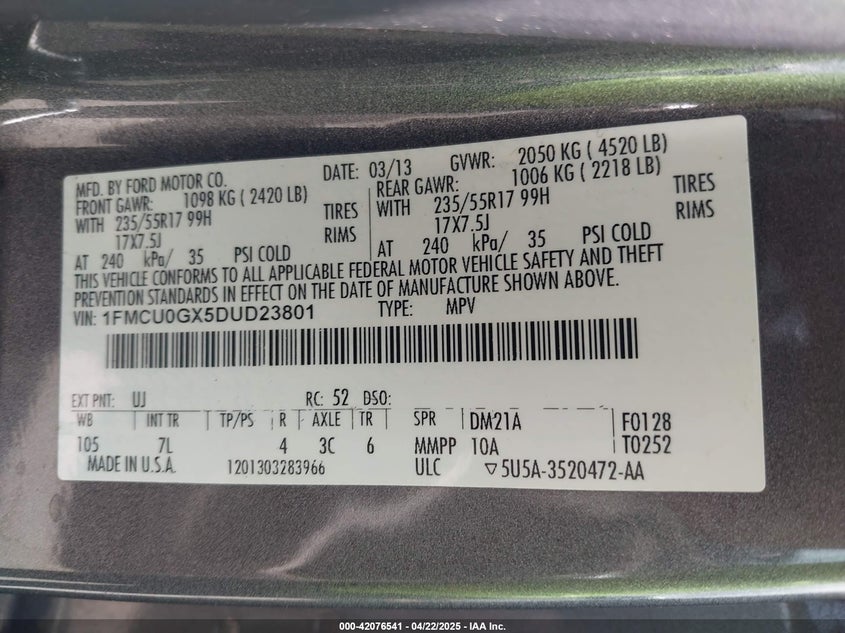 MFD. BY FORD MOTOR CO. DATE: 03/13 GVWR: 2050 KG ( 4520 LB)
FRONT GAWR: 1098 KG ( 2420 LB) REAR GAWR: 1006 KG ( 2218 LB)
WITH 235/55R17 99H TIRES WITH 235/55R17 99H TIRES
17X7.5J RIMS 17X7.5J RIMS
AT 240 kPa/ 35 PSI COLD AT 240 kPa/ 35 PSI COLD
THIS VEHICLE CONFORMS TO ALL APPLICABLE FEDERAL MOTOR VEHICLE SAFETY AND THEFT
PREVENTION STANDARDS IN EFFECT ON THE DATE OF MANUFACTURE SHOWN ABOVE.
VIN: 1FMCU0GX5DUD23801 TYPE: MPV
EXT PNT: UJ RC: 52 DSO:
WB INT TR TP/PS R AXLE TR SPR DM21A F0128
105 7L 4 3C 6 MMPP 10A T0252
MADE IN U.S.A. 1201303283966 ULC ▽5U5A-3520472-AA
000-42076541 - 04/22/2025 - IAA Inc.